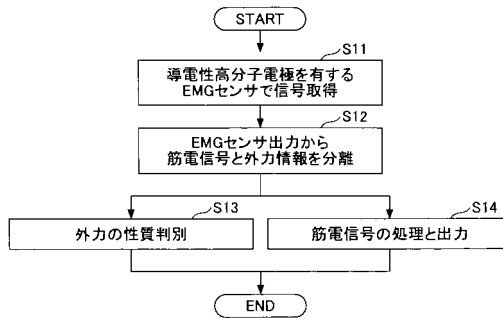 START
S11
導電性高分子電極を有する
EMGセンサで信号取得
S12
EMGセンサ出力から
筋電信号と外力情報を分離
S13
外力の性質判別
S14
筋電信号の処理と出力
END